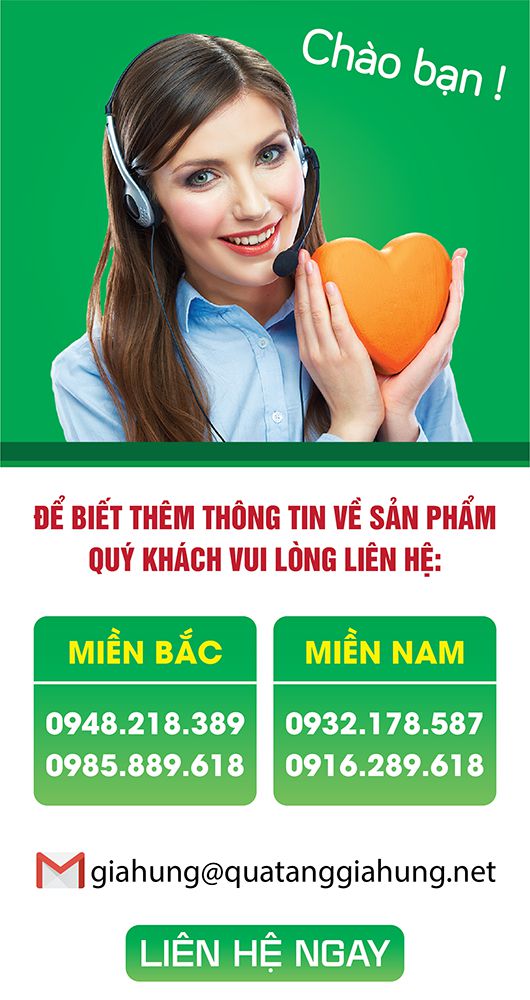 Chào bạn !
ĐỂ BIẾT THÊM THÔNG TIN VỀ SẢN PHẨM
QUÝ KHÁCH VUI LÒNG LIÊN HỆ:
MIỀN BẮC
0948.218.389
0985.889.618
MIỀN NAM
0932.178.587
0916.289.618
giahung@quatanggiahung.net
LIÊN HỆ NGAY